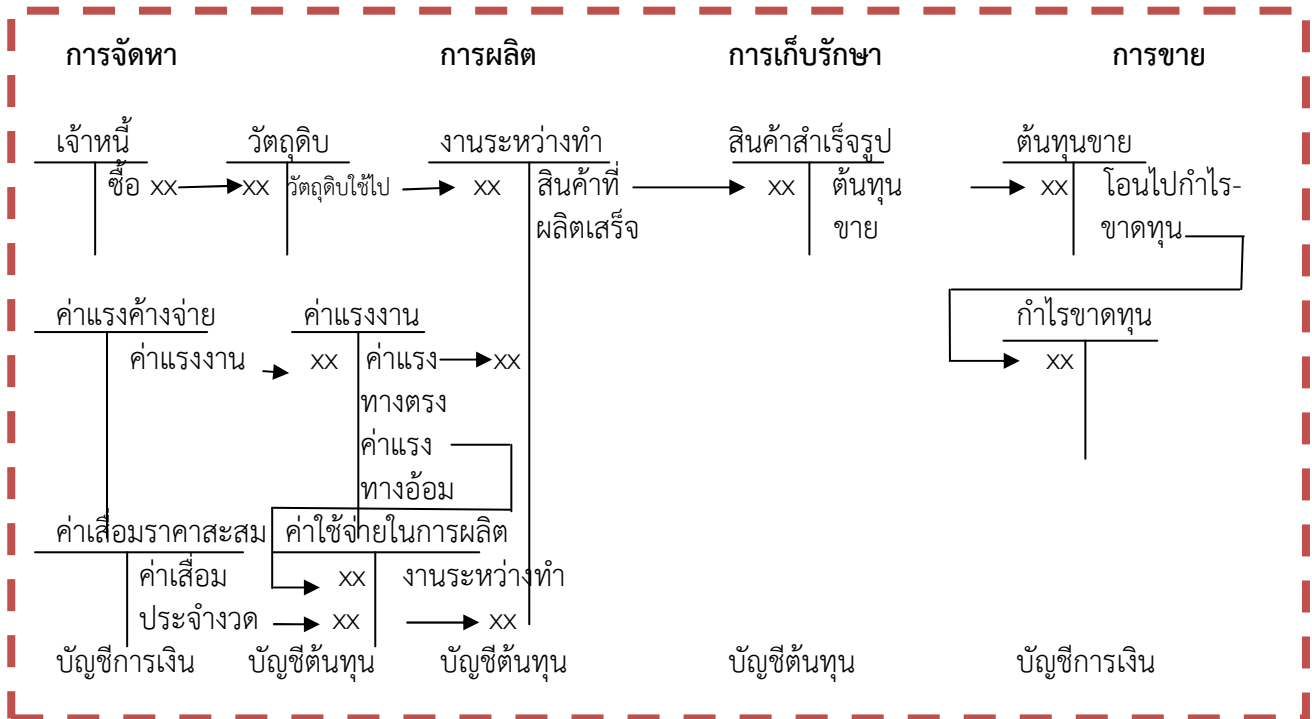 การจัดหา การผลิต การเก็บรักษา การขาย
เจ้าหนี้ วัตถุดิบ งานระหว่างทำ สินค้าสำเร็จรูป ต้นทุนขาย
ซื้อ xx xx วัตถุดิบใช้ไป xx สินค้าที่ xx ต้นทุน xx โอนไปกำไร-
ผลิตเสร็จ ขาย ขาดทุน
ค่าแรงค้างจ่าย ค่าแรงงาน กำไรขาดทุน
ค่าแรงงาน xx ค่าแรง xx xx
ทางตรง
ค่าแรง
ทางอ้อม
ค่าเสื่อมราคาสะสม ค่าใช้จ่ายในการผลิต
ค่าเสื่อม xx งานระหว่างทำ
ประจำงวด xx xx
บัญชีการเงิน บัญชีต้นทุน บัญชีต้นทุน บัญชีต้นทุน บัญชีการเงิน